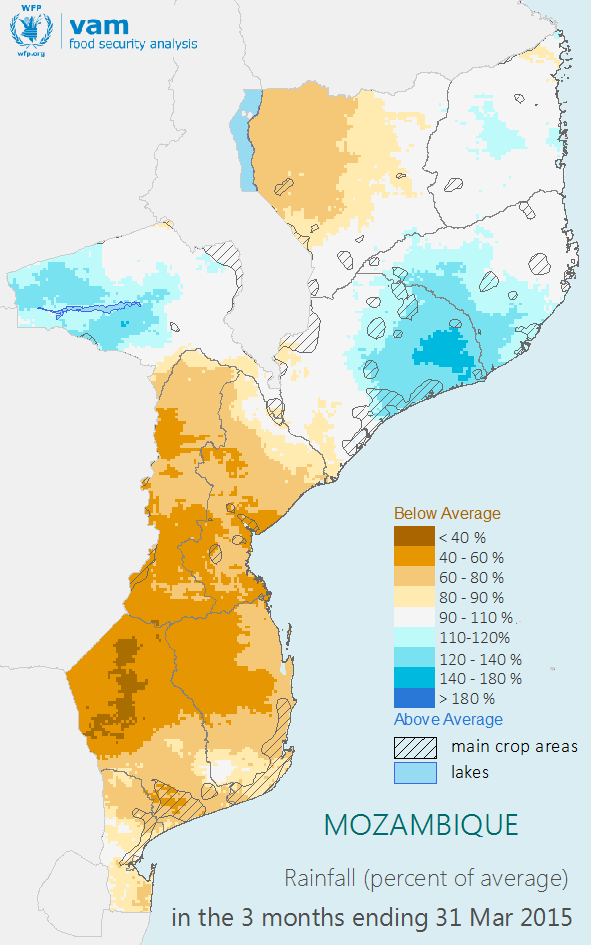 WFP
wfp.org
vam
food security analysis
Below Average
< 40 %
40 - 60 %
60 - 80 %
80 - 90 %
90 - 110 %
110-120%
120 - 140 %
140 - 180 %
> 180 %
Above Average
main crop areas
lakes
MOZAMBIQUE
Rainfall (percent of average)
in the 3 months ending 31 Mar 2015